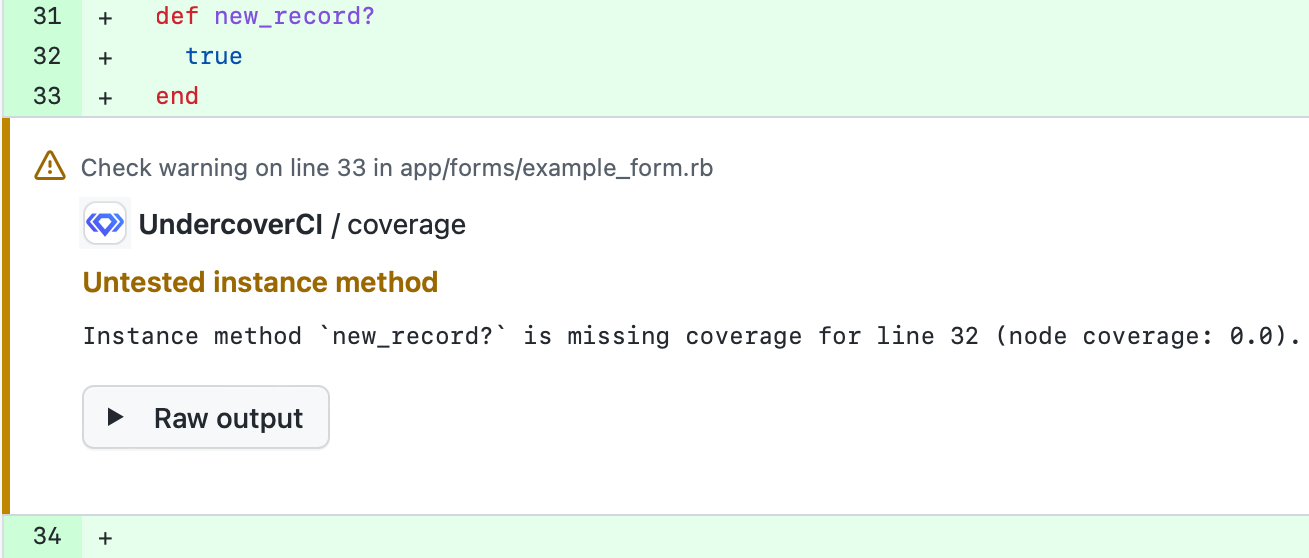 31 + def new_record?
32 + true
33 + end
Check warning on line 33 in app/forms/example_form.rb
UndercoverCI / coverage
Untested instance method
Instance method `new_record?` is missing coverage for line 32 (node coverage: 0.0).
Raw output
34 +